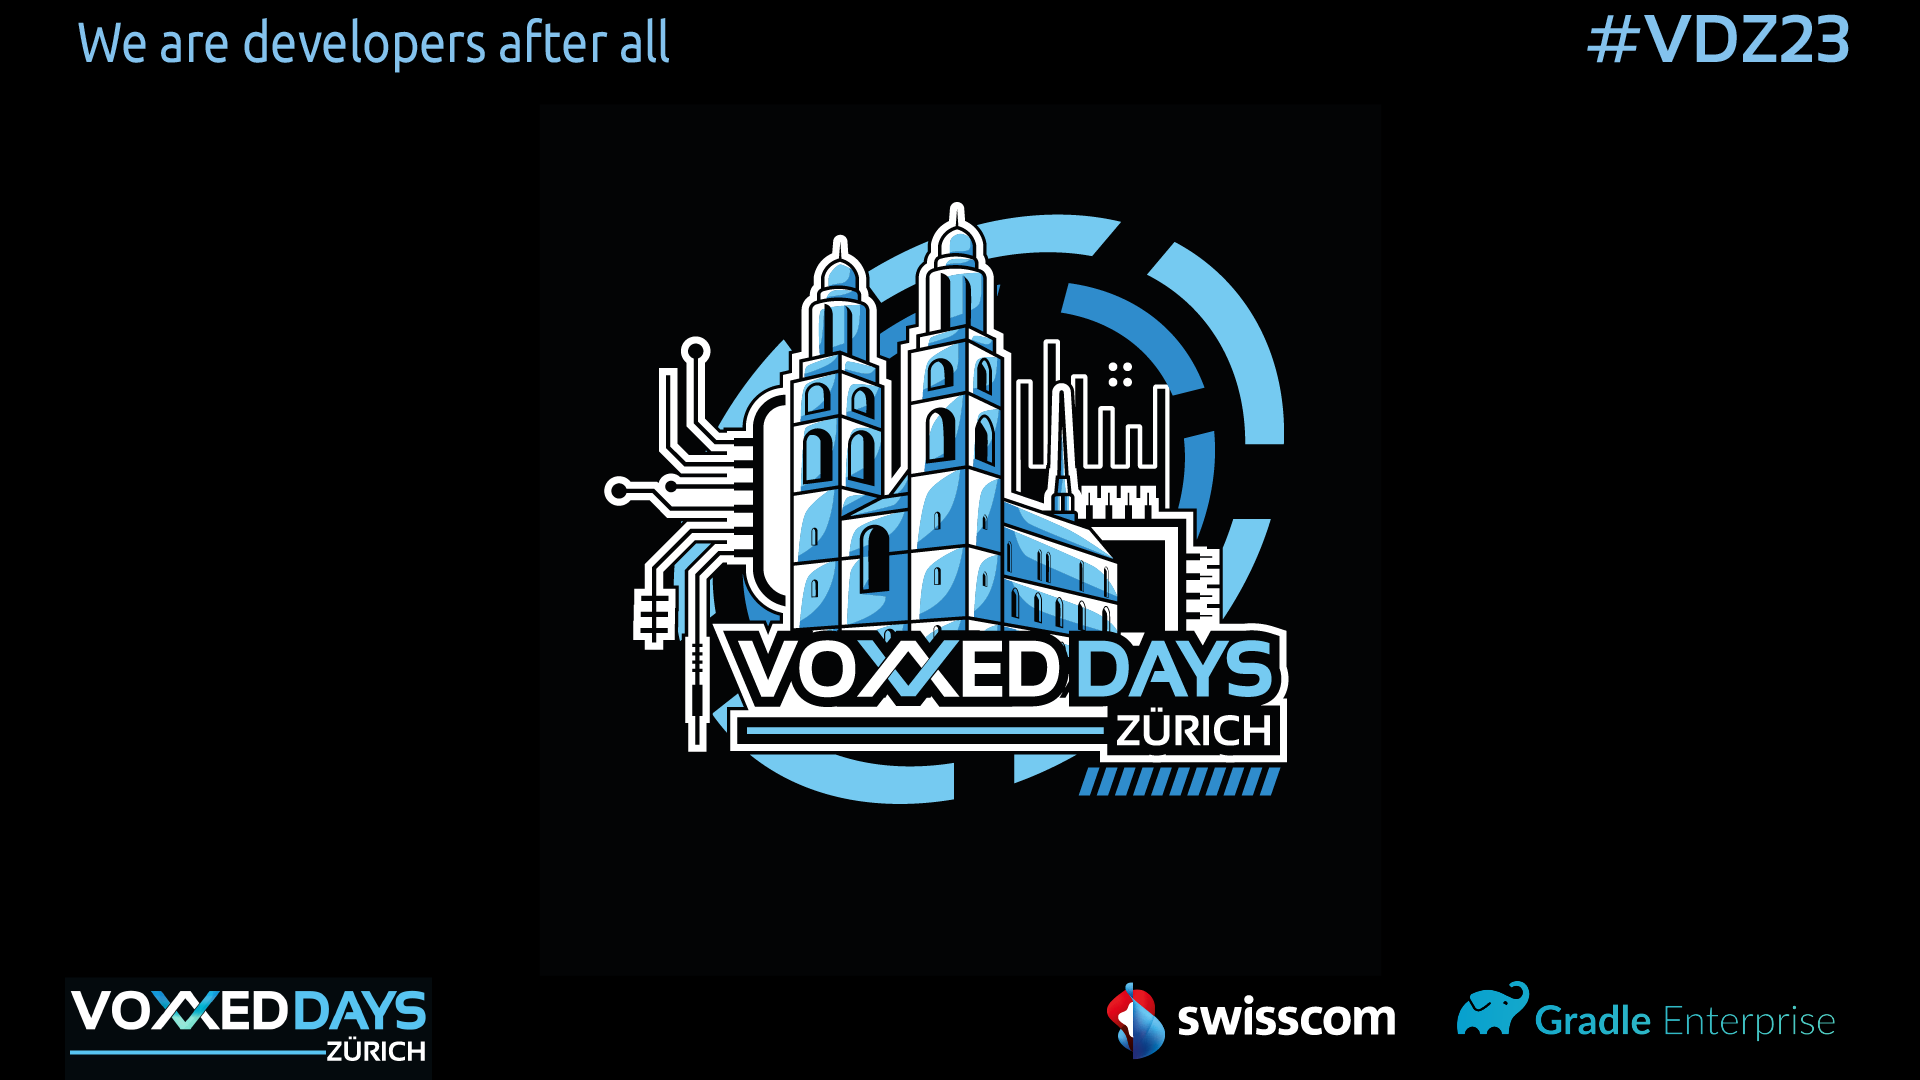 We are developers after all
#VDZ23
VOXXED DAYS
ZÜRICH
VOXXED DAYS
ZÜRICH
swisscom
Gradle Enterprise